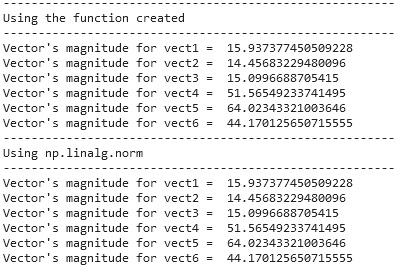 --------------------------------------------------------
Using the function created
--------------------------------------------------------
Vector's magnitude for vect1 =  15.937377450509228
Vector's magnitude for vect2 =  14.45683229480096
Vector's magnitude for vect3 =  15.0996688705415
Vector's magnitude for vect4 =  51.56549233741495
Vector's magnitude for vect5 =  64.02343321003646
Vector's magnitude for vect6 =  44.170125650715555
--------------------------------------------------------
Using np.linalg.norm
--------------------------------------------------------
Vector's magnitude for vect1 =  15.937377450509228
Vector's magnitude for vect2 =  14.45683229480096
Vector's magnitude for vect3 =  15.0996688705415
Vector's magnitude for vect4 =  51.56549233741495
Vector's magnitude for vect5 =  64.02343321003646
Vector's magnitude for vect6 =  44.170125650715555